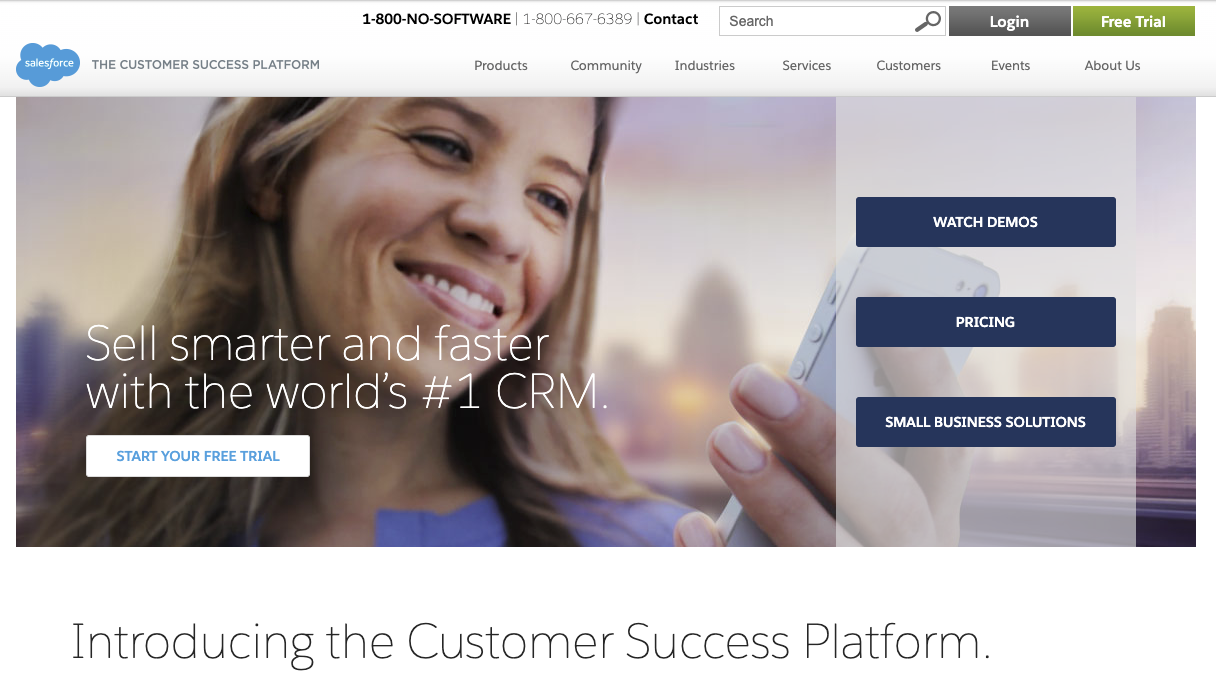 1-800-NO-SOFTWARE | 1-800-667-6389 | Contact
Search
Login
Free Trial
salesforce
THE CUSTOMER SUCCESS PLATFORM
Products
Community
Industries
Services
Customers
Events
About Us
Sell smarter and faster
with the world's #1 CRM.
START YOUR FREE TRIAL
WATCH DEMOS
PRICING
SMALL BUSINESS SOLUTIONS
Introducing the Customer Success Platform.